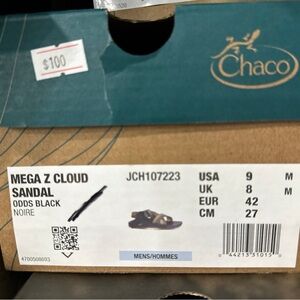 $100
Chaco
MEGA Z CLOUD SANDAL
ODDS BLACK
NOIRE
JCH107223
USA 9 M
UK 8 M
EUR 42
CM 27
4700508693
MENS/HOMMES